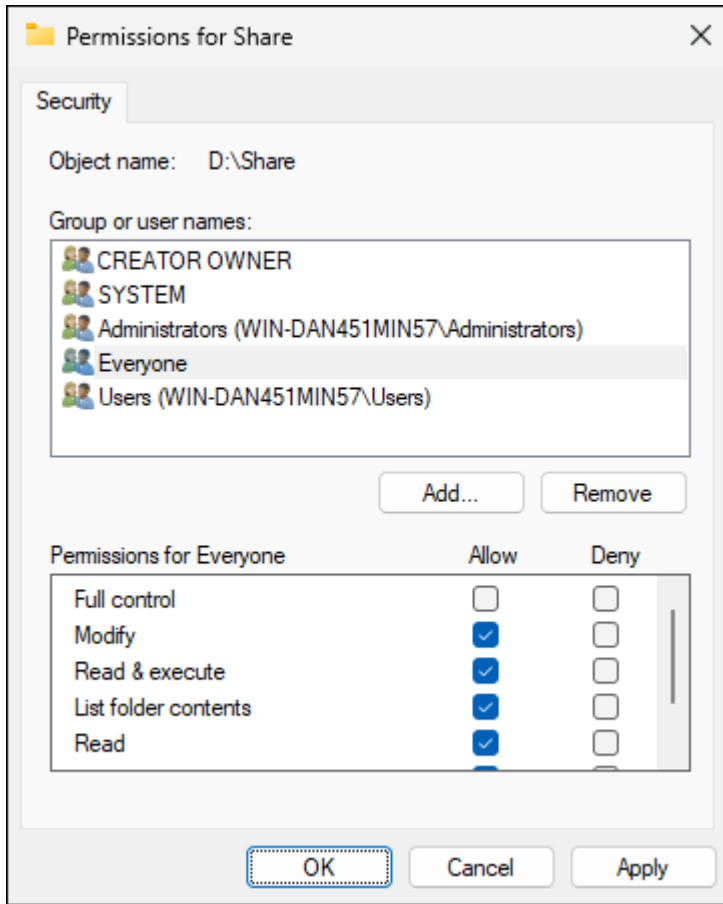 Permissions for Share
Security
Object name: D:\Share
Group or user names:
CREATOR OWNER
SYSTEM
Administrators (WIN-DAN451MIN57\Administrators)
Everyone
Users (WIN-DAN451MIN57\Users)
Add... Remove
Permissions for Everyone Allow Deny
Full control
Modify
Read & execute
List folder contents
Read
OK Cancel Apply